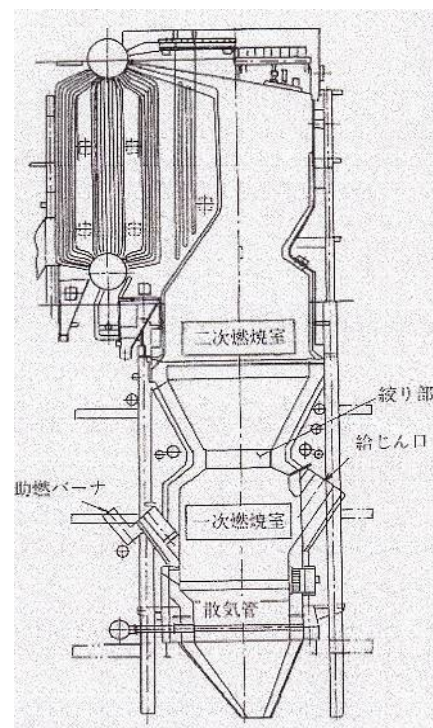 二次燃焼室
絞り部
給じん口
助燃バーナ
一次燃焼室
散気管